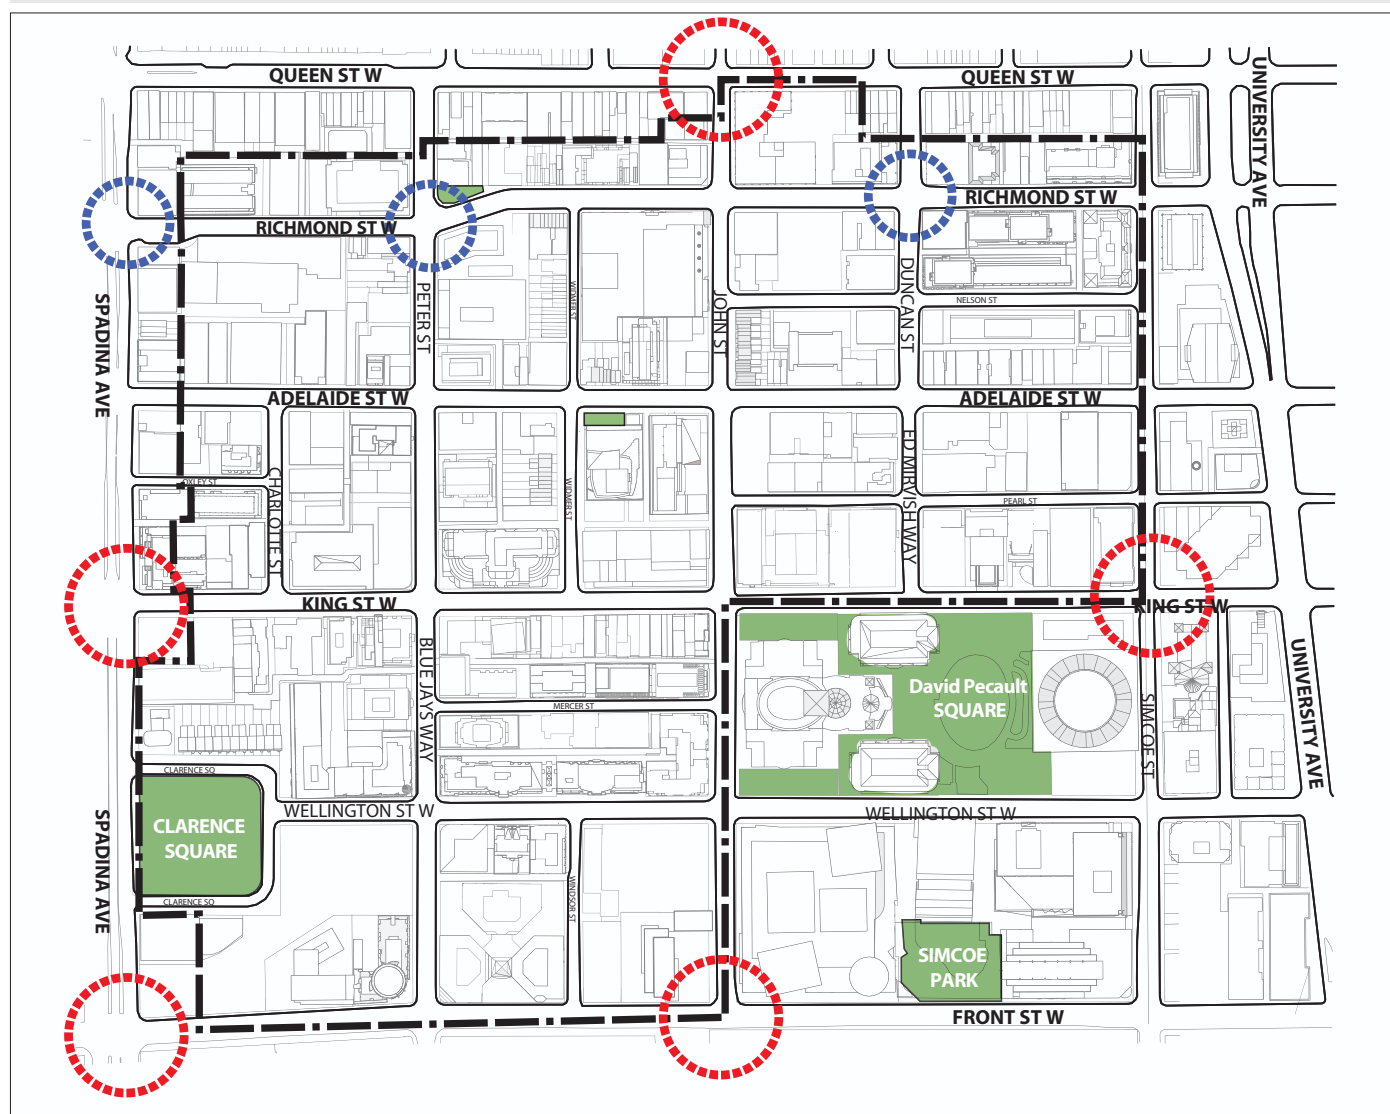 QUEEN ST W
QUEEN ST W
UNIVERSITY AVE
RICHMOND ST W
RICHMOND ST W
SPADINA AVE
PETER ST
WIDMER ST
JOHN ST
DUNCAN ST
NELSON ST
ADELAIDE ST W
ADELAIDE ST W
OXLEY ST
CHARLOTTE ST
WIDMER ST
ED MIRVISH WAY
PEARL ST
KING ST W
KING ST W
BLUE JAYS WAY
MERCER ST
David Pecault
SQUARE
SIMCOE ST
UNIVERSITY AVE
CLARENCE SQ
WELLINGTON ST W
WELLINGTON ST W
SPADINA AVE
CLARENCE
SQUARE
CLARENCE SQ
WINDSOR ST
SIMCOE
PARK
FRONT ST W